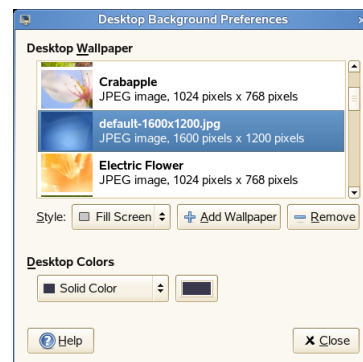 Desktop Background Preferences
Desktop Wallpaper
Crabapple
JPEG image, 1024 pixels x 768 pixels
default-1600x1200.jpg
JPEG image, 1600 pixels x 1200 pixels
Electric Flower
JPEG image, 1024 pixels x 768 pixels
Style: Fill Screen Add Wallpaper Remove
Desktop Colors
Solid Color
Help Close